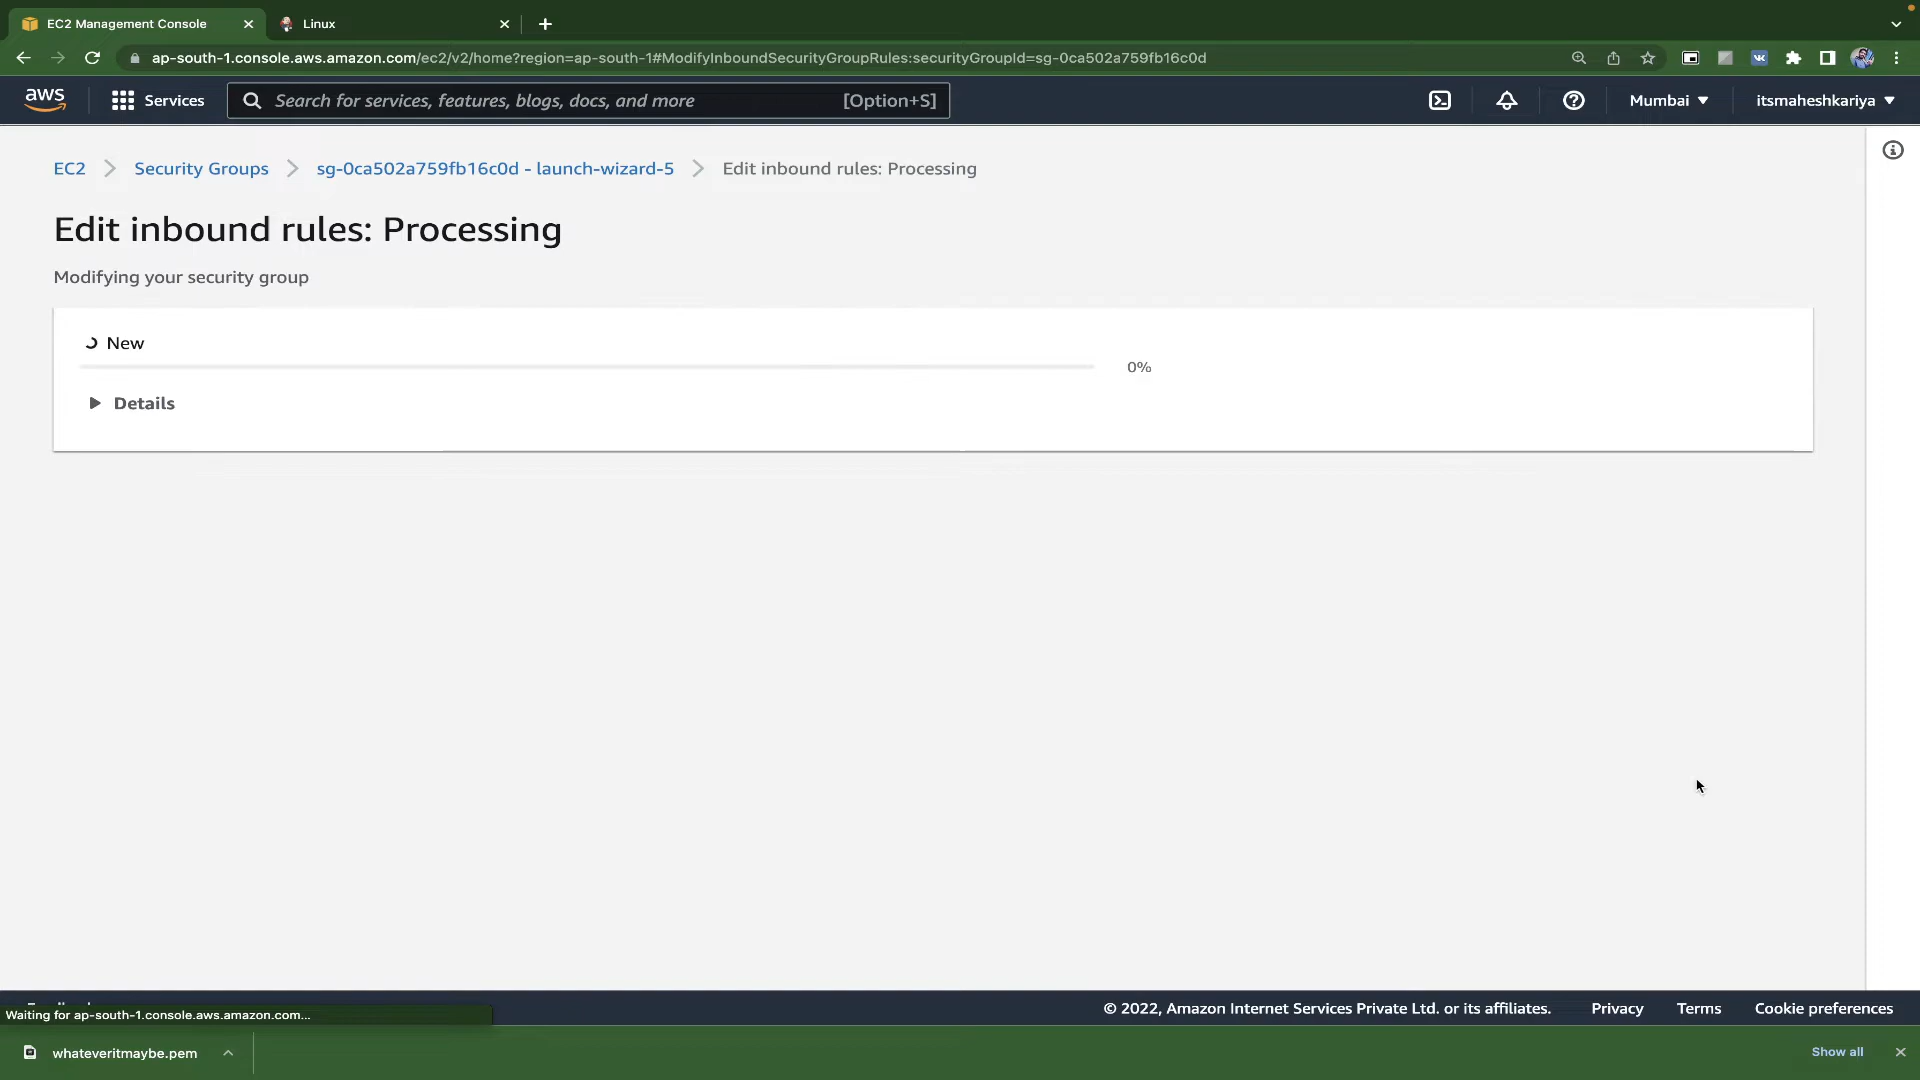 EC2 Management Console
Linux
ap-south-1.console.aws.amazon.com/ec2/v2/home?region=ap-south-1#ModifyInboundSecurityGroupRules:securityGroupId=sg-0ca502a759fb16c0d
aws Services Search for services, features, blogs, docs, and more [Option+S] Mumbai itsmaheshkariya
EC2 Security Groups sg-0ca502a759fb16c0d - launch-wizard-5 Edit inbound rules: Processing
Edit inbound rules: Processing
Modifying your security group
New
0%
Details
© 2022, Amazon Internet Services Private Ltd. or its affiliates. Privacy Terms Cookie preferences
Waiting for ap-south-1.console.aws.amazon.com...
whateveritmaybe.pem
Show all